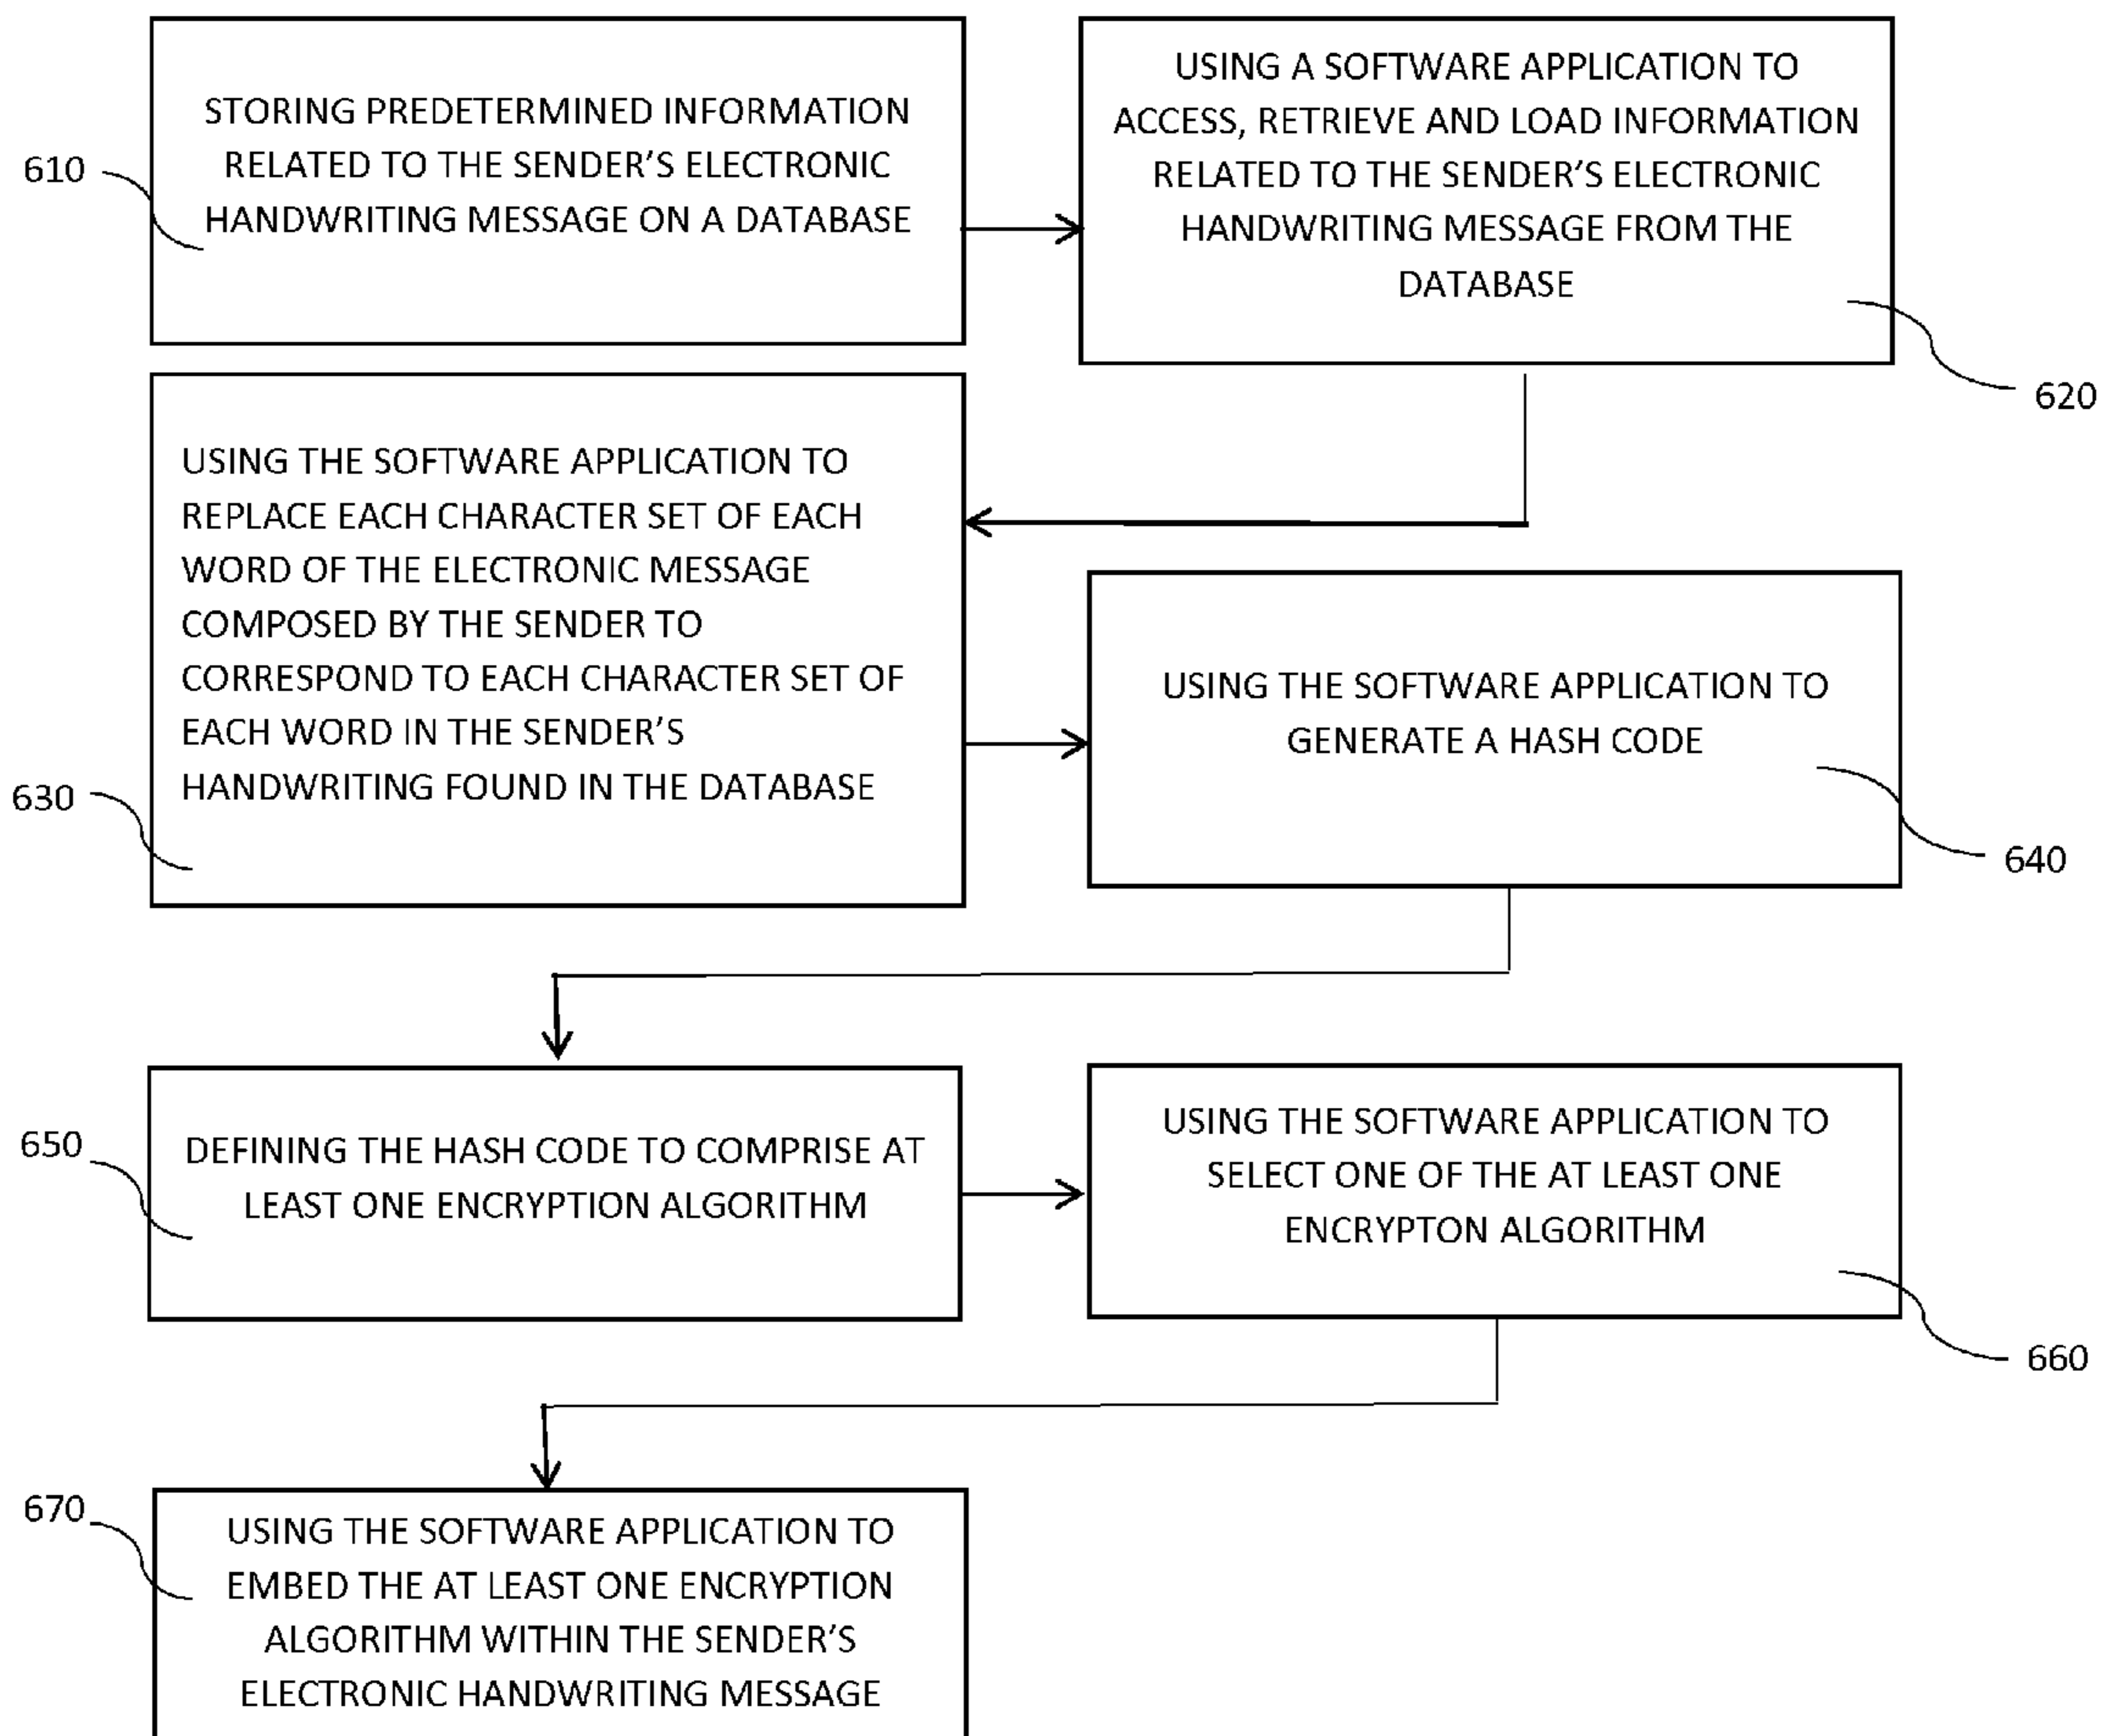 STORING PREDETERMINED INFORMATION
RELATED TO THE SENDER’S ELECTRONIC
HANDWRITING MESSAGE ON A DATABASE
610
USING A SOFTWARE APPLICATION TO
ACCESS, RETRIEVE AND LOAD INFORMATION
RELATED TO THE SENDER’S ELECTRONIC
HANDWRITING MESSAGE FROM THE
DATABASE
620
USING THE SOFTWARE APPLICATION TO
REPLACE EACH CHARACTER SET OF EACH
WORD OF THE ELECTRONIC MESSAGE
COMPOSED BY THE SENDER TO
CORRESPOND TO EACH CHARACTER SET OF
EACH WORD IN THE SENDER’S
HANDWRITING FOUND IN THE DATABASE
630
USING THE SOFTWARE APPLICATION TO
GENERATE A HASH CODE
640
650
DEFINING THE HASH CODE TO COMPRISE AT
LEAST ONE ENCRYPTION ALGORITHM
USING THE SOFTWARE APPLICATION TO
SELECT ONE OF THE AT LEAST ONE
ENCRYPTON ALGORITHM
660
670
USING THE SOFTWARE APPLICATION TO
EMBED THE AT LEAST ONE ENCRYPTION
ALGORITHM WITHIN THE SENDER’S
ELECTRONIC HANDWRITING MESSAGE